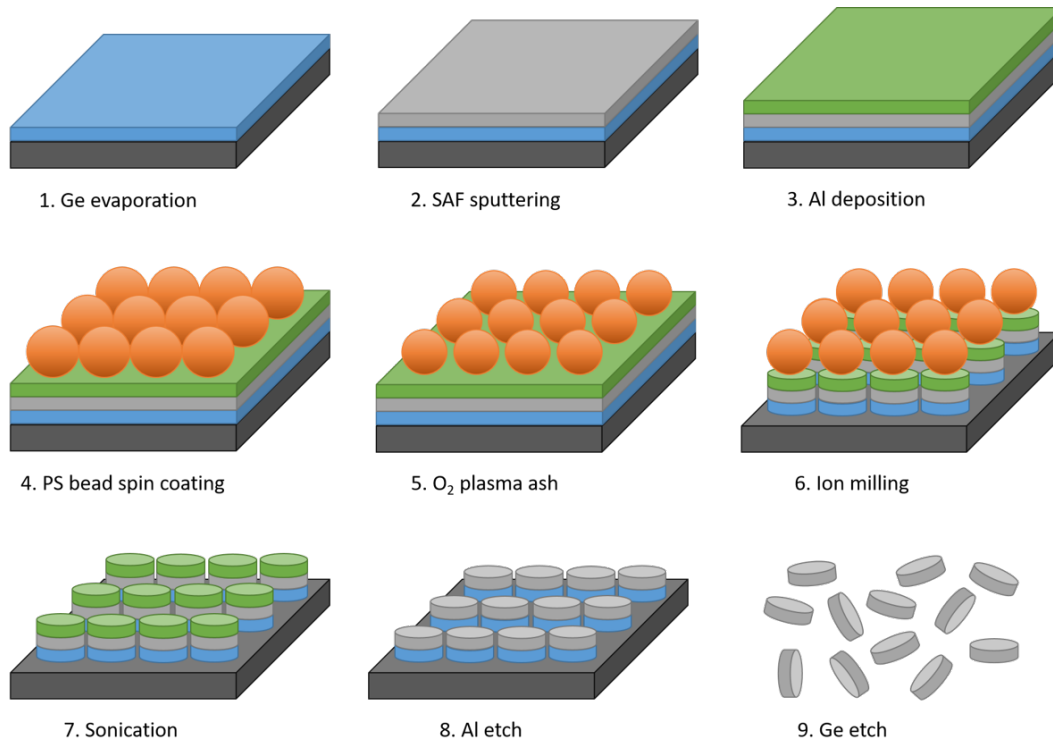 1. Ge evaporation
2. SAF sputtering
3. Al deposition
4. PS bead spin coating
5. O₂ plasma ash
6. Ion milling
7. Sonication
8. Al etch
9. Ge etch